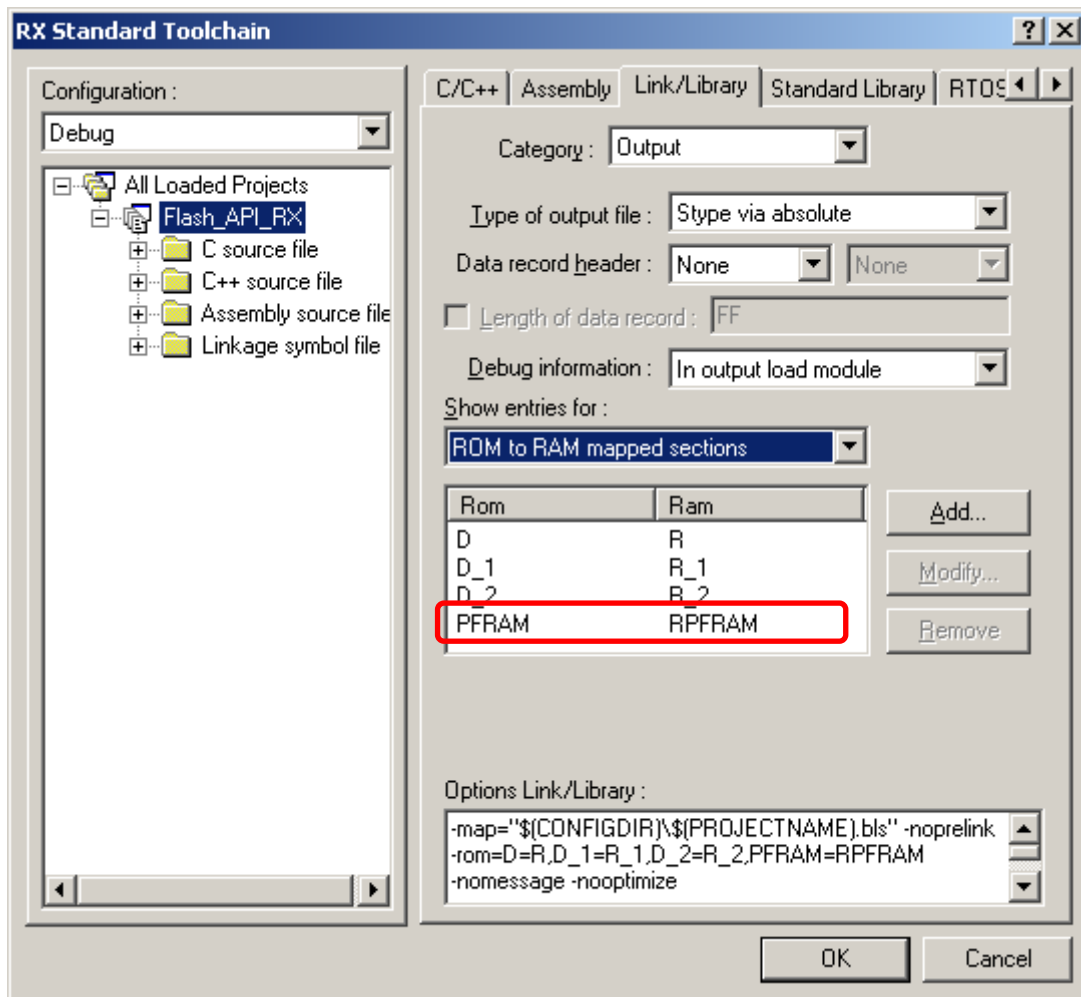 RX Standard Toolchain
Configuration :
Debug
All Loaded Projects
Flash_API_RX
C source file
C++ source file
Assembly source file
Linkage symbol file
C/C++ Assembly Link/Library Standard Library RTOS
Category : Output
Type of output file : Stype via absolute
Data record header : None None
Length of data record : FF
Debug information : In output load module
Show entries for :
ROM to RAM mapped sections
Rom Ram
D R
D_1 R_1
D_2 R_2
PFRAM RPFRAM
Add...
Modify...
Remove
Options Link/Library :
-map="$(CONFIGDIR)\$(PROJECTNAME).bls" -noprelink
-rom=D=R,D_1=R_1,D_2=R_2,PFRAM=RPFRAM
-nomessage -nooptimize
OK Cancel